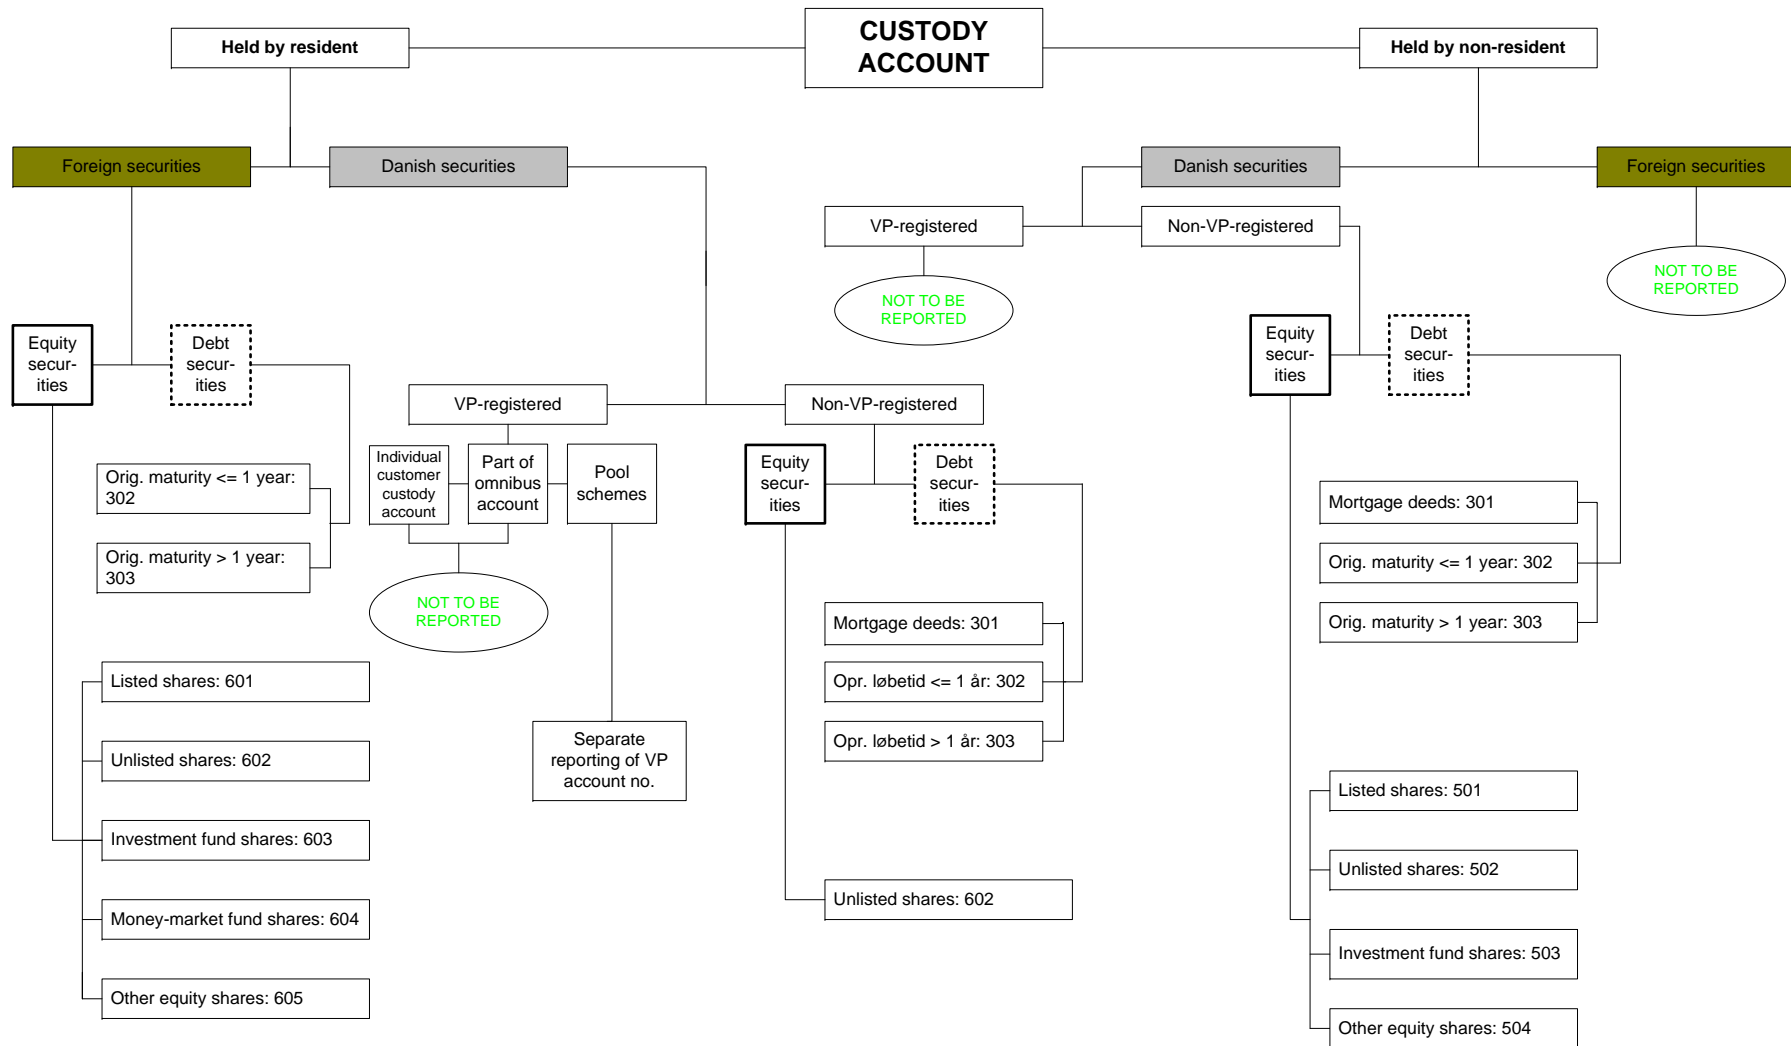 CUSTODY
ACCOUNT
Held by resident
Held by non-resident
Foreign securities
Danish securities
Danish securities
Foreign securities
VP-registered
Non-VP-registered
NOT TO BE
REPORTED
NOT TO BE
REPORTED
Equity
secur-
ities
Debt
secur-
ities
Equity
secur-
ities
Debt
secur-
ities
VP-registered
Non-VP-registered
Individual
customer
custody
account
Part of
omnibus
account
Pool
schemes
Equity
secur-
ities
Debt
secur-
ities
Orig. maturity <= 1 year:
302
Orig. maturity > 1 year:
303
NOT TO BE
REPORTED
Mortgage deeds: 301
Orig. maturity <= 1 year: 302
Orig. maturity > 1 year: 303
Mortgage deeds: 301
Opr. løbetid <= 1 år: 302
Opr. løbetid > 1 år: 303
Separate
reporting of VP
account no.
Listed shares: 601
Unlisted shares: 602
Investment fund shares: 603
Money-market fund shares: 604
Other equity shares: 605
Unlisted shares: 602
Listed shares: 501
Unlisted shares: 502
Investment fund shares: 503
Other equity shares: 504